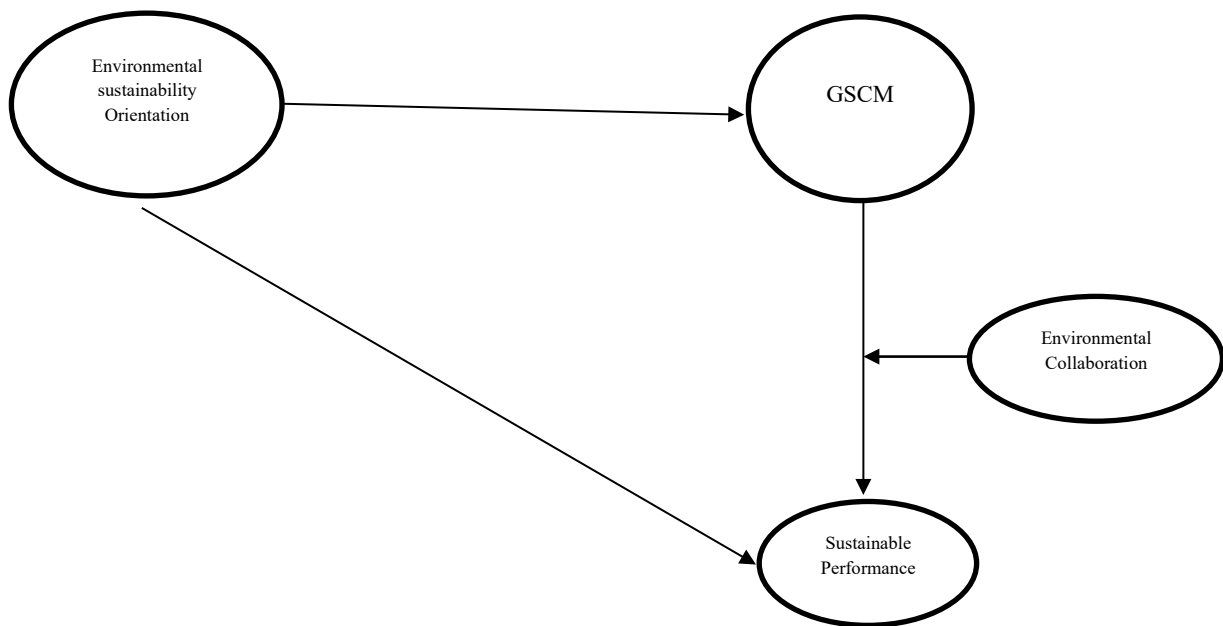 Environmental
sustainability
Orientation
GSCM
Environmental
Collaboration
Sustainable
Performance